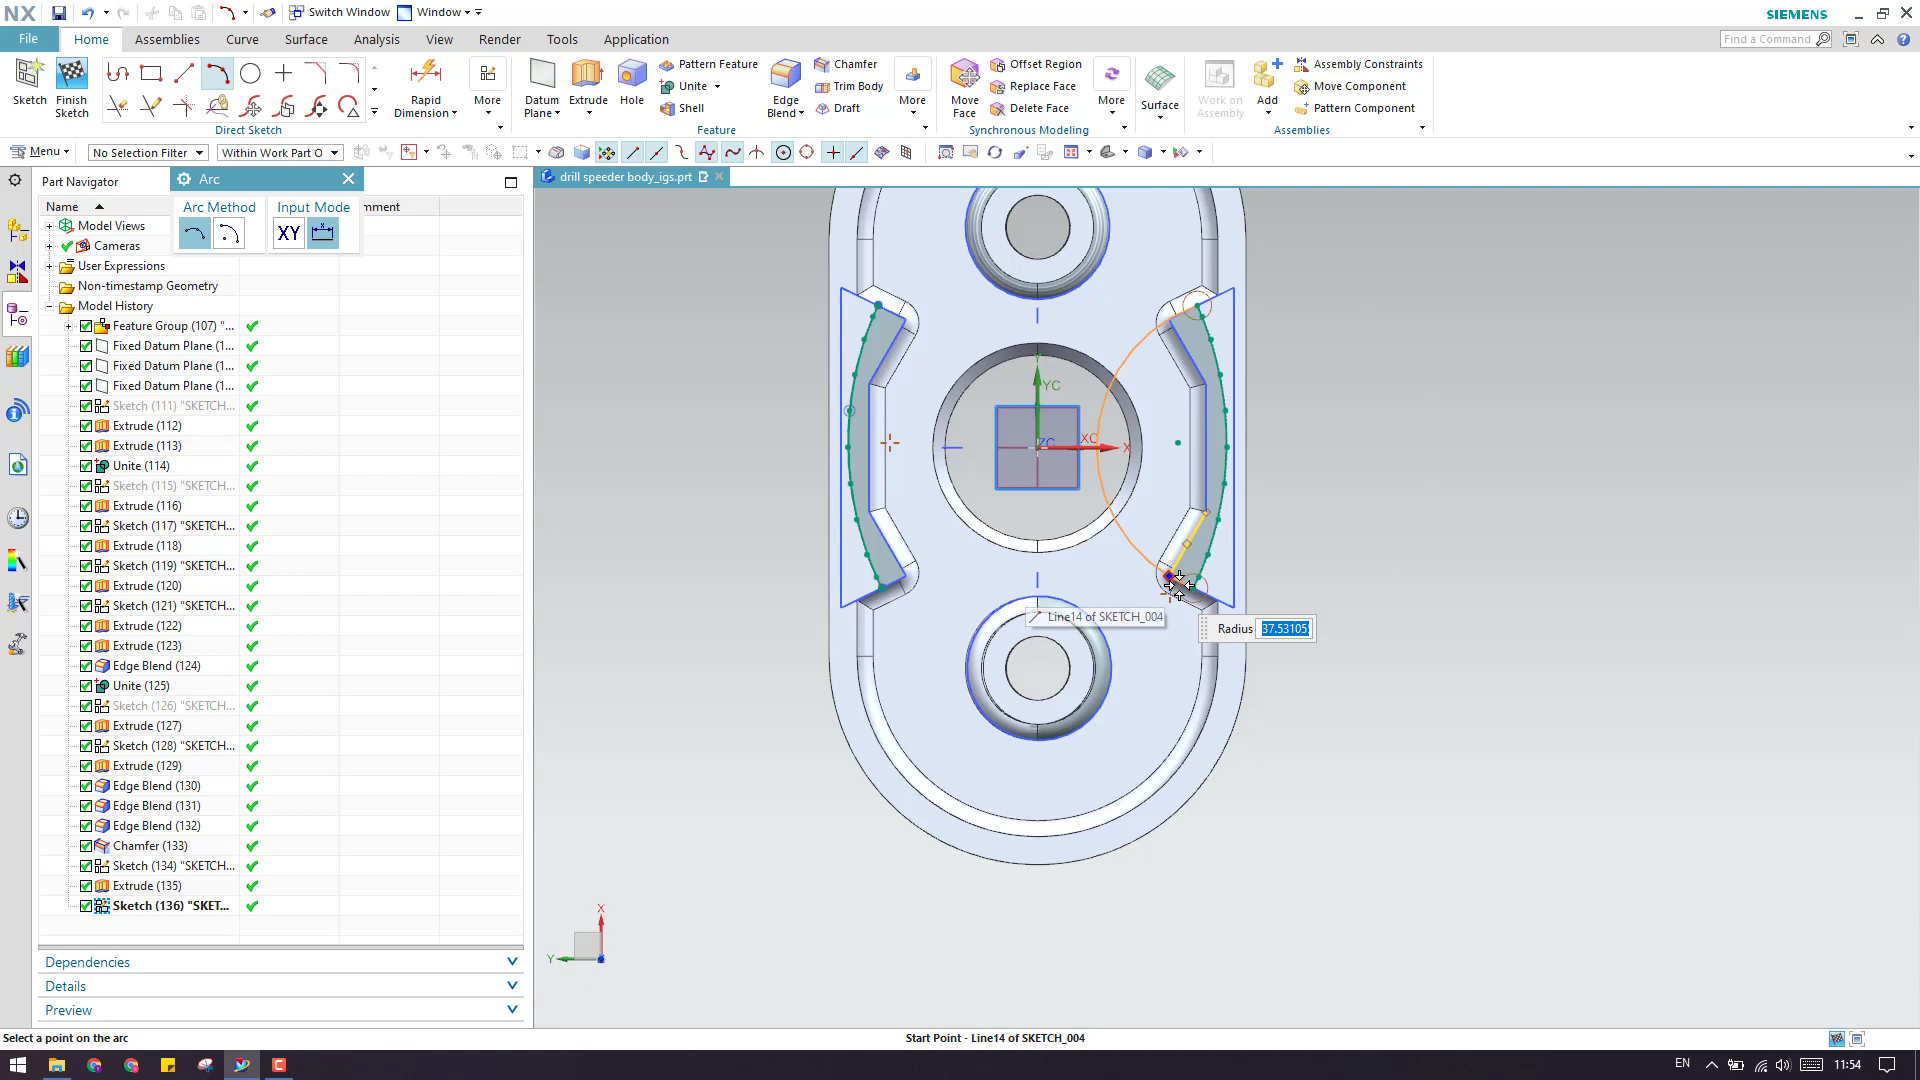 NX
Switch Window
Window
SIEMENS
File
Home
Assemblies
Curve
Surface
Analysis
View
Render
Tools
Application
Find a Command
Sketch
Finish Sketch
Rapid Dimension
More
Direct Sketch
Datum Plane
Extrude
Hole
Pattern Feature
Unite
Shell
Edge Blend
Chamfer
Trim Body
Draft
More
Feature
Move Face
Offset Region
Replace Face
Delete Face
More
Synchronous Modeling
Surface
Work on Assembly
Add
Assembly Constraints
Move Component
Pattern Component
Assemblies
Menu
No Selection Filter
Within Work Part O
Part Navigator
Arc
Arc Method
Input Mode
XY
Name
mment
drill speeder body_igs.prt
Model Views
Cameras
User Expressions
Non-timestamp Geometry
Model History
Feature Group (107) "...
Fixed Datum Plane (1...
Fixed Datum Plane (1...
Fixed Datum Plane (1...
Sketch (111) "SKETCH...
Extrude (112)
Extrude (113)
Unite (114)
Sketch (115) "SKETCH...
Extrude (116)
Sketch (117) "SKETCH...
Extrude (118)
Sketch (119) "SKETCH...
Extrude (120)
Sketch (121) "SKETCH...
Extrude (122)
Extrude (123)
Edge Blend (124)
Unite (125)
Sketch (126) "SKETCH...
Extrude (127)
Sketch (128) "SKETCH...
Extrude (129)
Edge Blend (130)
Edge Blend (131)
Edge Blend (132)
Chamfer (133)
Sketch (134) "SKETCH...
Extrude (135)
Sketch (136) "SKET...
Dependencies
Details
Preview
Y
YC
ZC
XC
X
Line14 of SKETCH_004
Radius 37.53105
X
Y
Select a point on the arc
Start Point - Line14 of SKETCH_004
EN
11:54